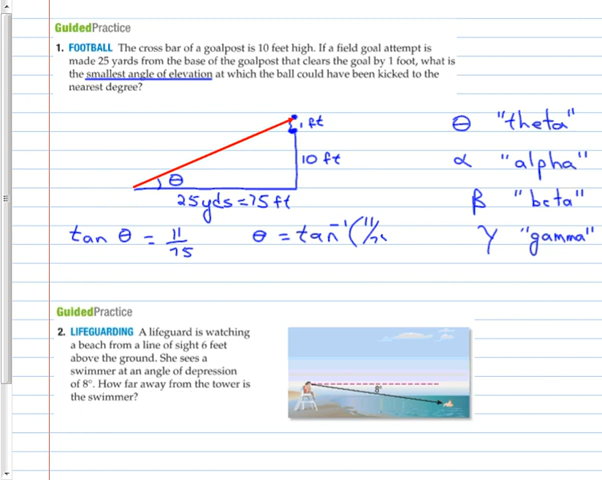 GuidedPractice
1. FOOTBALL The cross bar of a goalpost is 10 feet high. If a field goal attempt is
made 25 yards from the base of the goalpost that clears the goal by 1 foot, what is
the smallest angle of elevation at which the ball could have been kicked to the
nearest degree?
1 ft
θ "theta"
10 ft
α "alpha"
θ
25 yds = 75 ft
β "beta"
tan θ = 11/75
θ = tan⁻¹(11/75
γ "gamma"
GuidedPractice
2. LIFEGUARDING A lifeguard is watching
a beach from a line of sight 6 feet
above the ground. She sees a
swimmer at an angle of depression
of 8°. How far away from the tower is
the swimmer?
8°